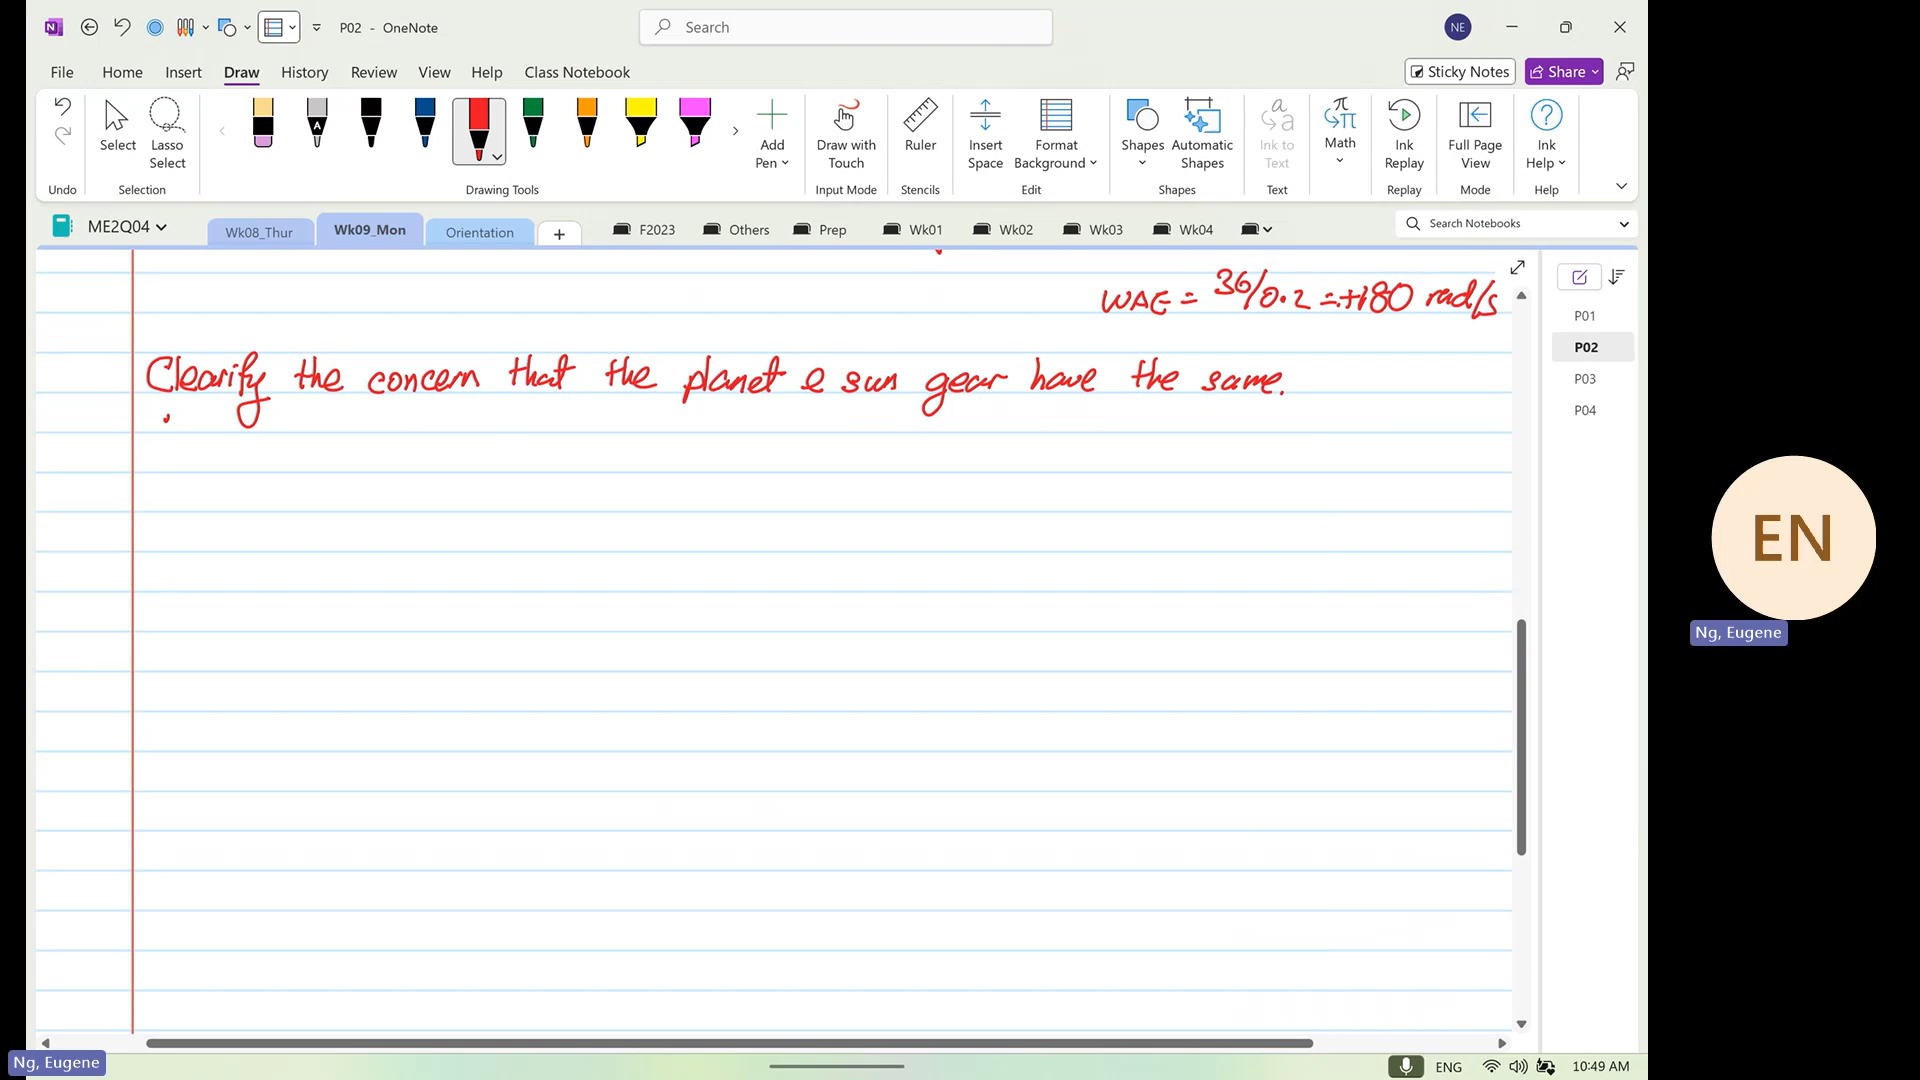 P02 - OneNote
Search
NE
File Home Insert Draw History Review View Help Class Notebook
Sticky Notes
Share
Undo
Select
Lasso Select
Selection
A
Drawing Tools
Add Pen
Draw with Touch
Input Mode
Ruler
Stencils
Insert Space
Format Background
Edit
Shapes
Automatic Shapes
Shapes
Ink to Text
Text
Math
Ink Replay
Replay
Full Page View
Mode
Ink Help
Help
ME2Q04
Wk08_Thur
Wk09_Mon
Orientation
F2023
Others
Prep
Wk01
Wk02
Wk03
Wk04
Search Notebooks
WAE = 36/0.2 = +180 rad/s
Clearify the concern that the planet & sun gear have the same.
P01
P02
P03
P04
EN
Ng, Eugene
Ng, Eugene
ENG
10:49 AM